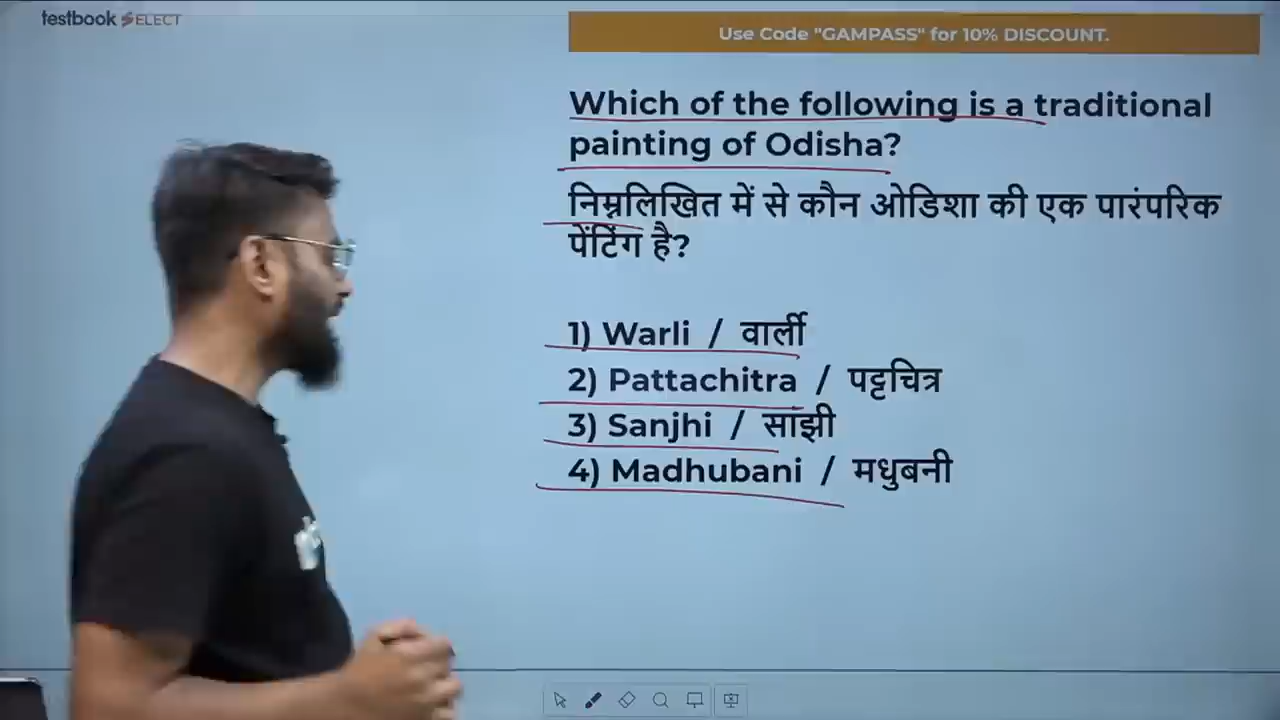 testbook SELECT
Use Code "GAMPASS" for 10% DISCOUNT.
Which of the following is a traditional
painting of Odisha?
निम्नलिखित में से कौन ओडिशा की एक पारंपरिक
पेंटिंग है?
1) Warli / वार्ली
2) Pattachitra / पट्टचित्र
3) Sanjhi / सांझी
4) Madhubani / मधुबनी